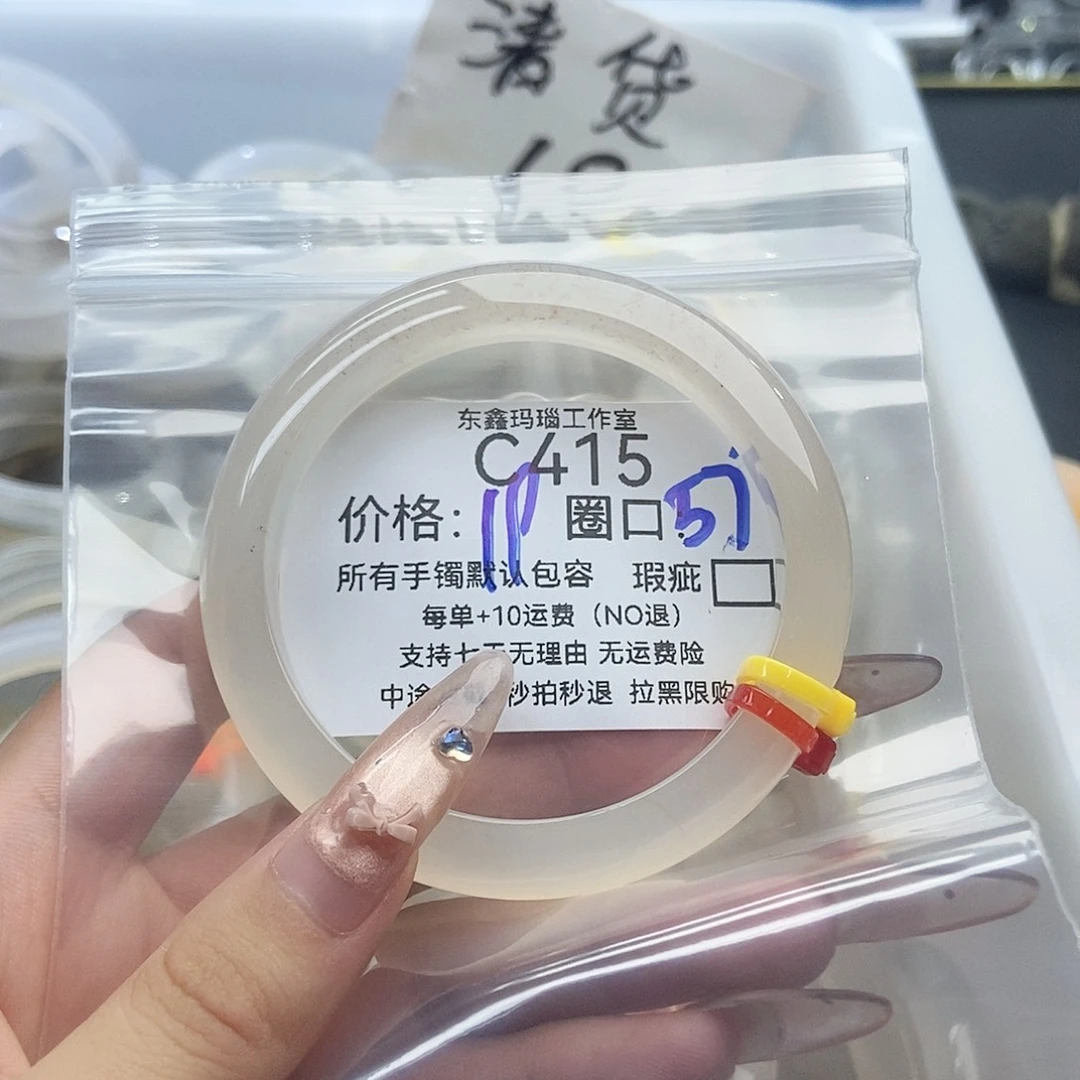 清货
东鑫玛瑙工作室
C415
价格: 圈口: 57
所有手镯默认包容 瑕疵
每单+10运费（NO退）
支持七天无理由 无运费险
中途 秒拍秒退 拉黑限购